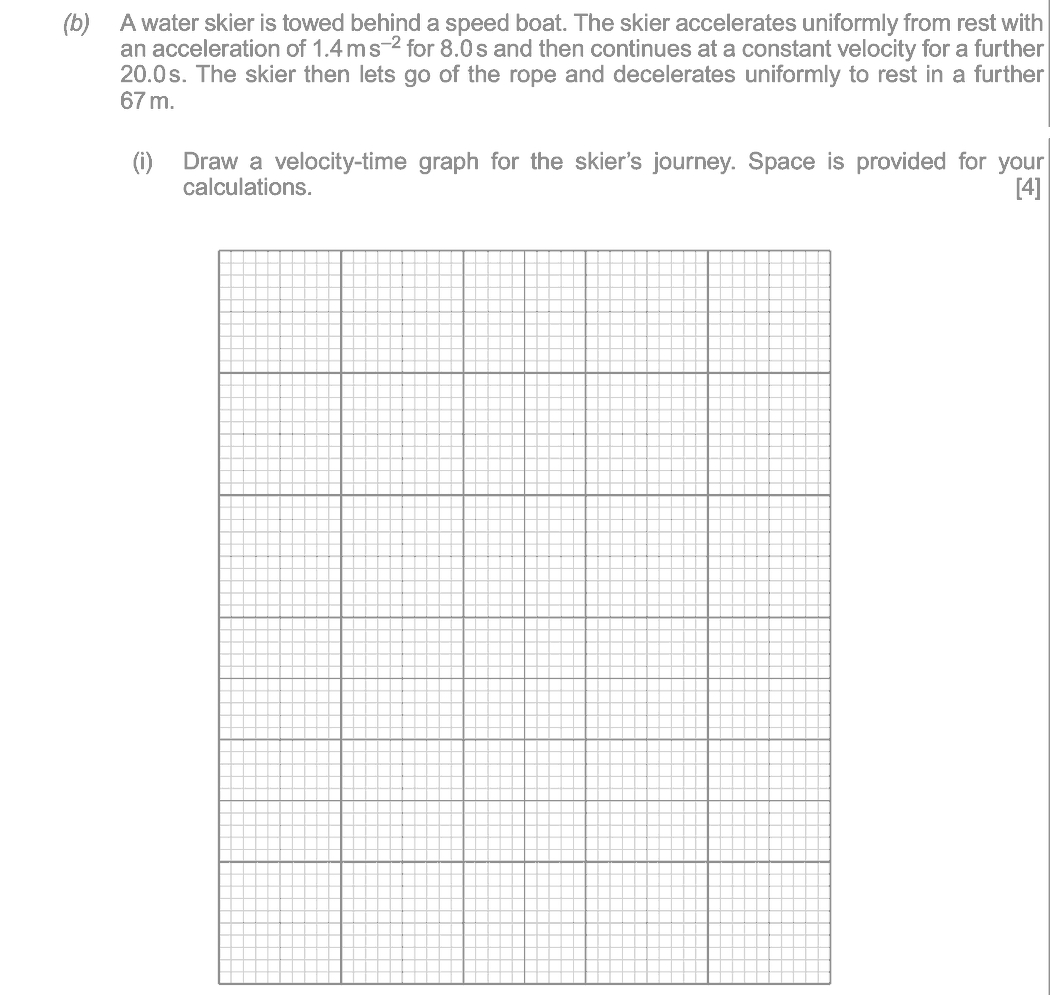 (b) A water skier is towed behind a speed boat. The skier accelerates uniformly from rest with
an acceleration of 1.4 m s⁻² for 8.0 s and then continues at a constant velocity for a further
20.0 s. The skier then lets go of the rope and decelerates uniformly to rest in a further
67 m.
(i) Draw a velocity-time graph for the skier's journey. Space is provided for your
calculations. [4]